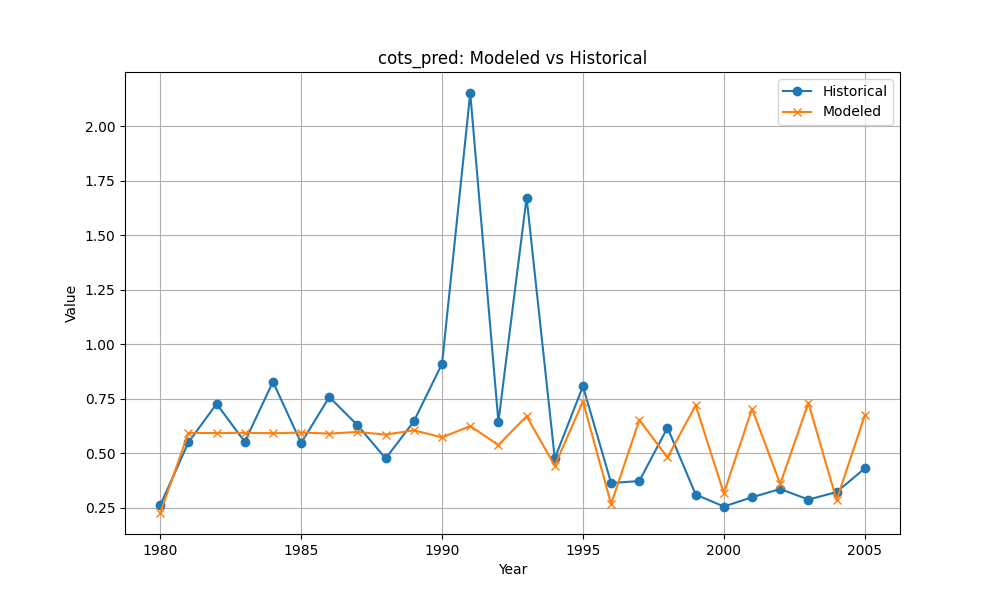 cots_pred: Modeled vs Historical
Historical
Modeled
Value
2.00
1.75
1.50
1.25
1.00
0.75
0.50
0.25
1980 1985 1990 1995 2000 2005
Year